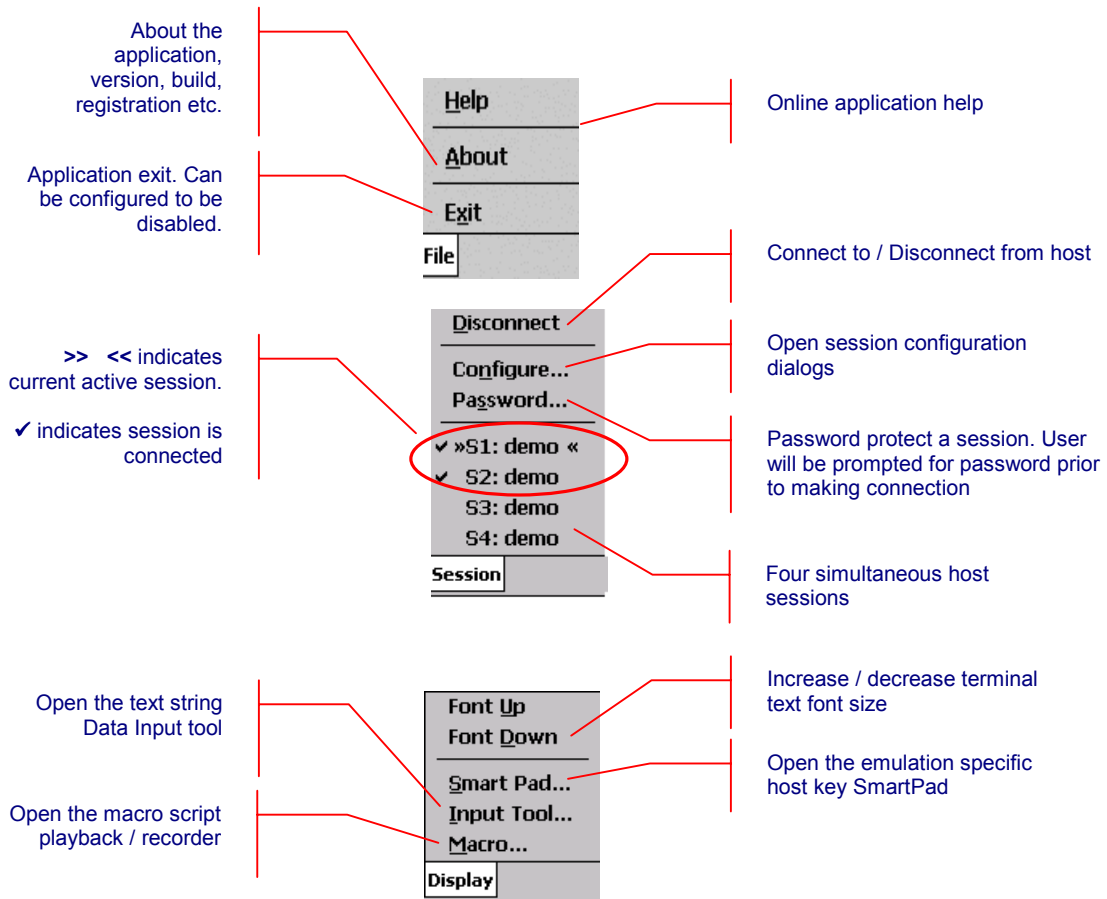 About the
application,
version, build,
registration etc.
Application exit. Can
be configured to be
disabled.
Help
About
Exit
File
Online application help
>> << indicates
current active session.
✔ indicates session is
connected
Disconnect
Configure...
Password...
✔ »S1: demo «
✔ S2: demo
S3: demo
S4: demo
Session
Connect to / Disconnect from host
Open session configuration
dialogs
Password protect a session. User
will be prompted for password prior
to making connection
Four simultaneous host
sessions
Open the text string
Data Input tool
Open the macro script
playback / recorder
Font Up
Font Down
Smart Pad...
Input Tool...
Macro...
Display
Increase / decrease terminal
text font size
Open the emulation specific
host key SmartPad